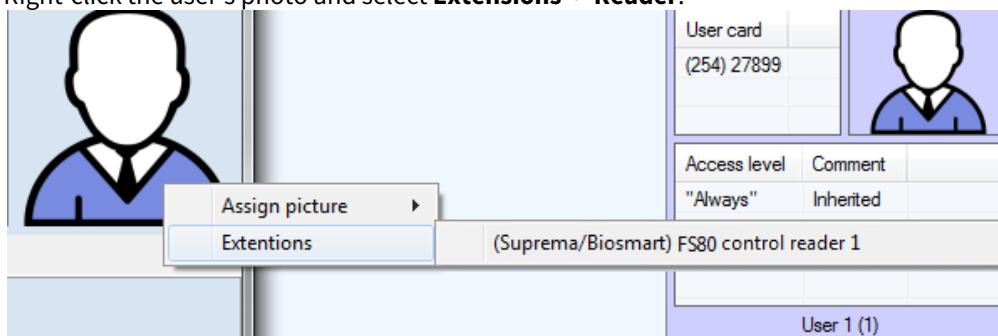 Right-click the user's photo and select Extensions → Reader.
User card
(254) 27899
Access level Comment
"Always" Inherited
Assign picture
Extentions
(Suprema/Biosmart) FS80 control reader 1
User 1 (1)